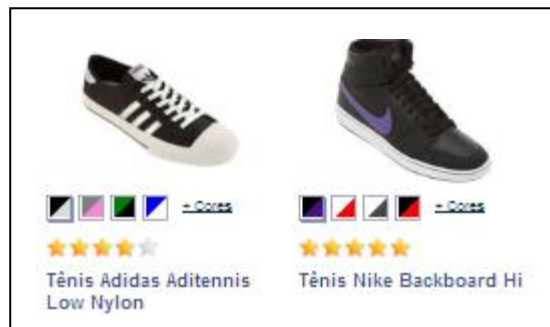 + Cores
+ Cores
Tênis Adidas Aditennis
Low Nylon
Tênis Nike Backboard Hi